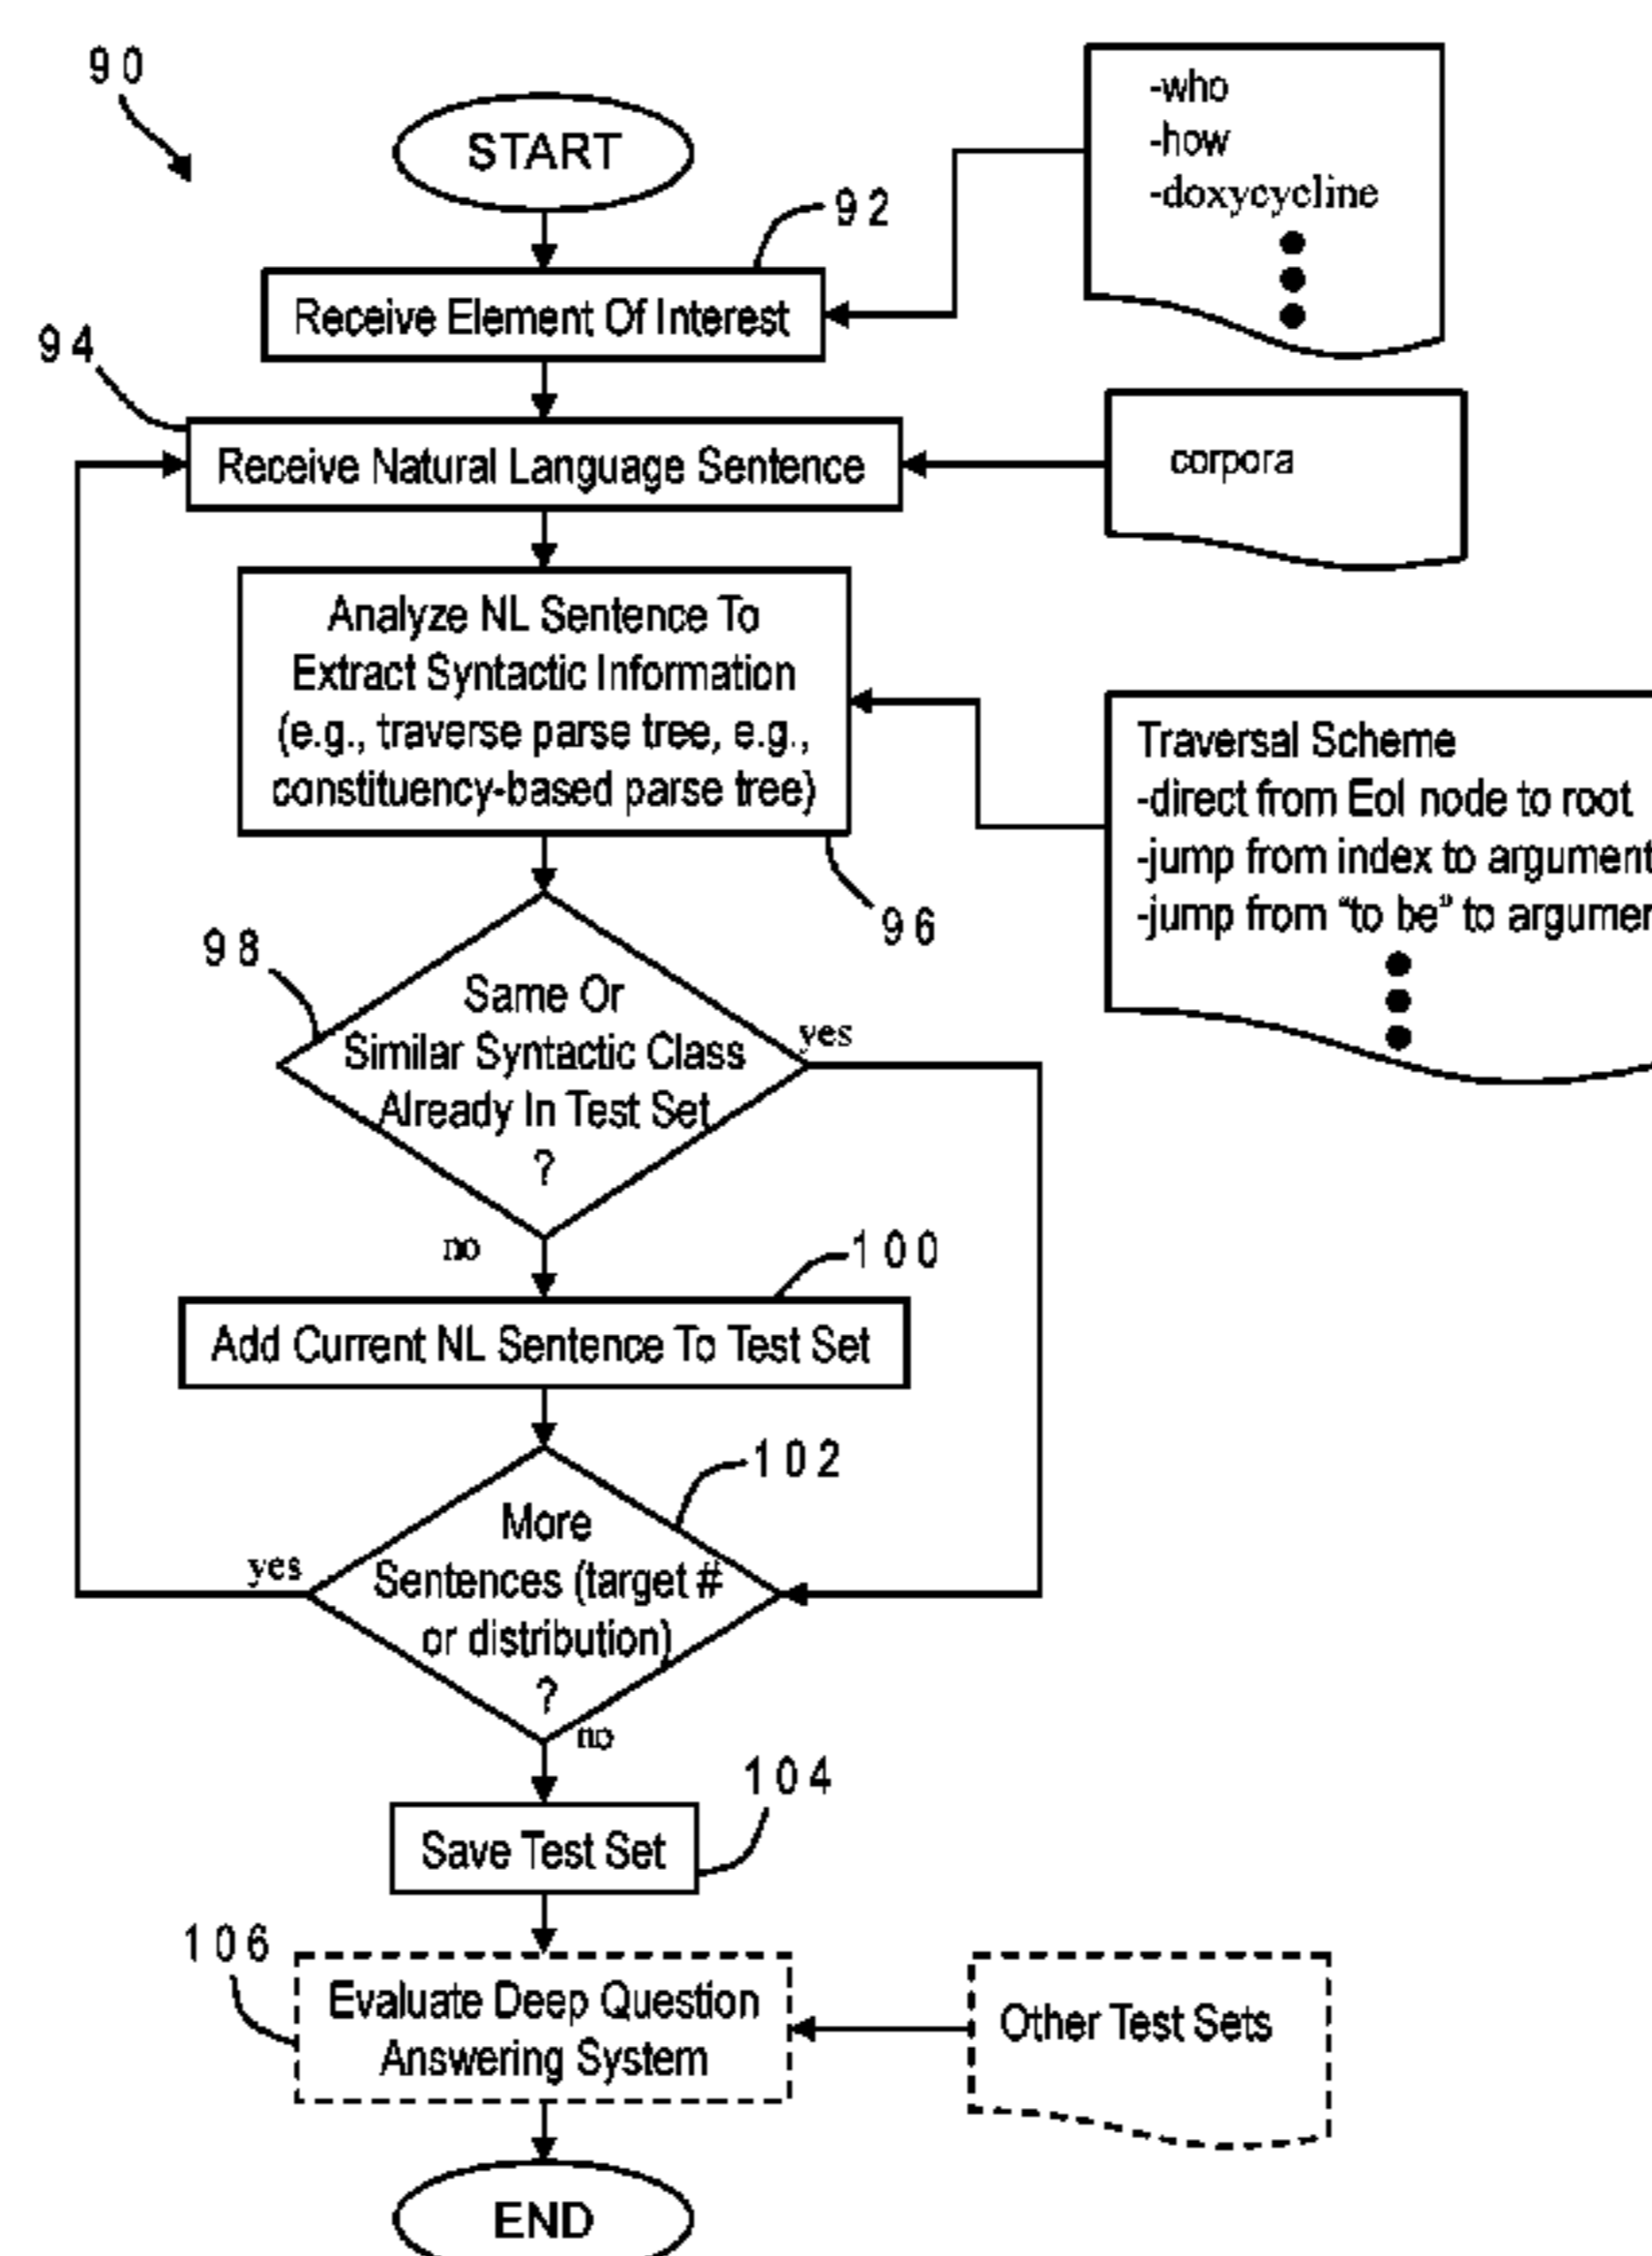 90
START
-who
-how
-doxycycline
92
Receive Element Of Interest
94
Receive Natural Language Sentence
corpora
Analyze NL Sentence To
Extract Syntactic Information
(e.g., traverse parse tree, e.g.,
constituency-based parse tree)
96
Traversal Scheme
-direct from EoI node to root
-jump from index to argument
-jump from “to be” to
98
Same Or
Similar Syntactic Class
Already In Test Set
?
yes
no
100
Add Current NL Sentence To Test Set
102
More
Sentences (target #
or distribution)
?
yes
no
104
Save Test Set
106
Evaluate Deep Question
Answering System
Other Test Sets
END